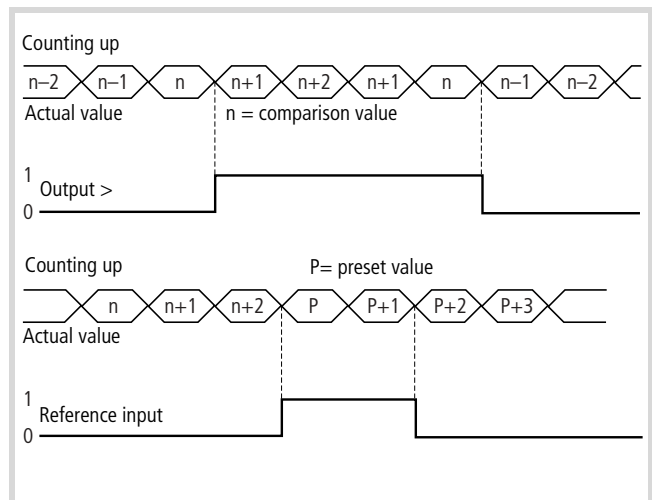 Counting up
n–2 n–1 n n+1 n+2 n+1 n n–1 n–2
Actual value n = comparison value
1
Output >
0
Counting up P= preset value
n n+1 n+2 P P+1 P+2 P+3
Actual value
1
Reference input
0